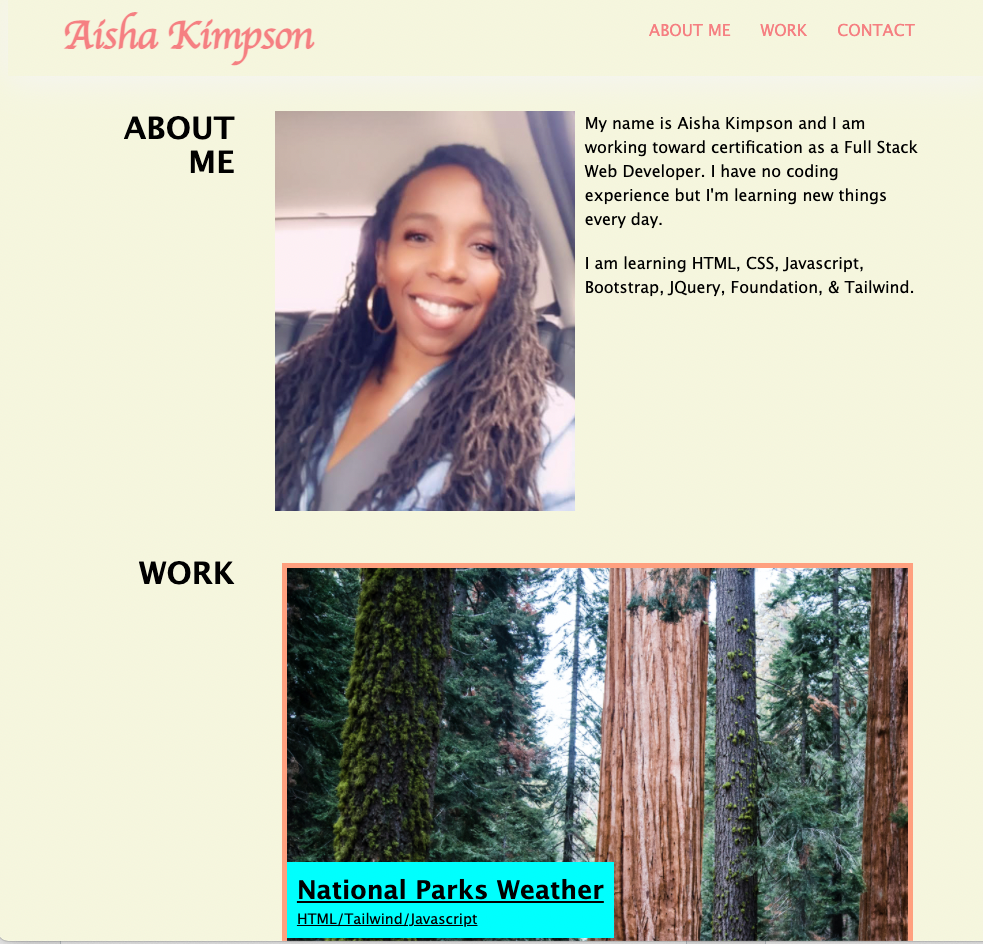 Aisha Kimpson
ABOUT ME
WORK
CONTACT
ABOUT
ME
My name is Aisha Kimpson and I am
working toward certification as a Full Stack
Web Developer. I have no coding
experience but I'm learning new things
every day.
I am learning HTML, CSS, Javascript,
Bootstrap, JQuery, Foundation, & Tailwind.
WORK
National Parks Weather
HTML/Tailwind/Javascript